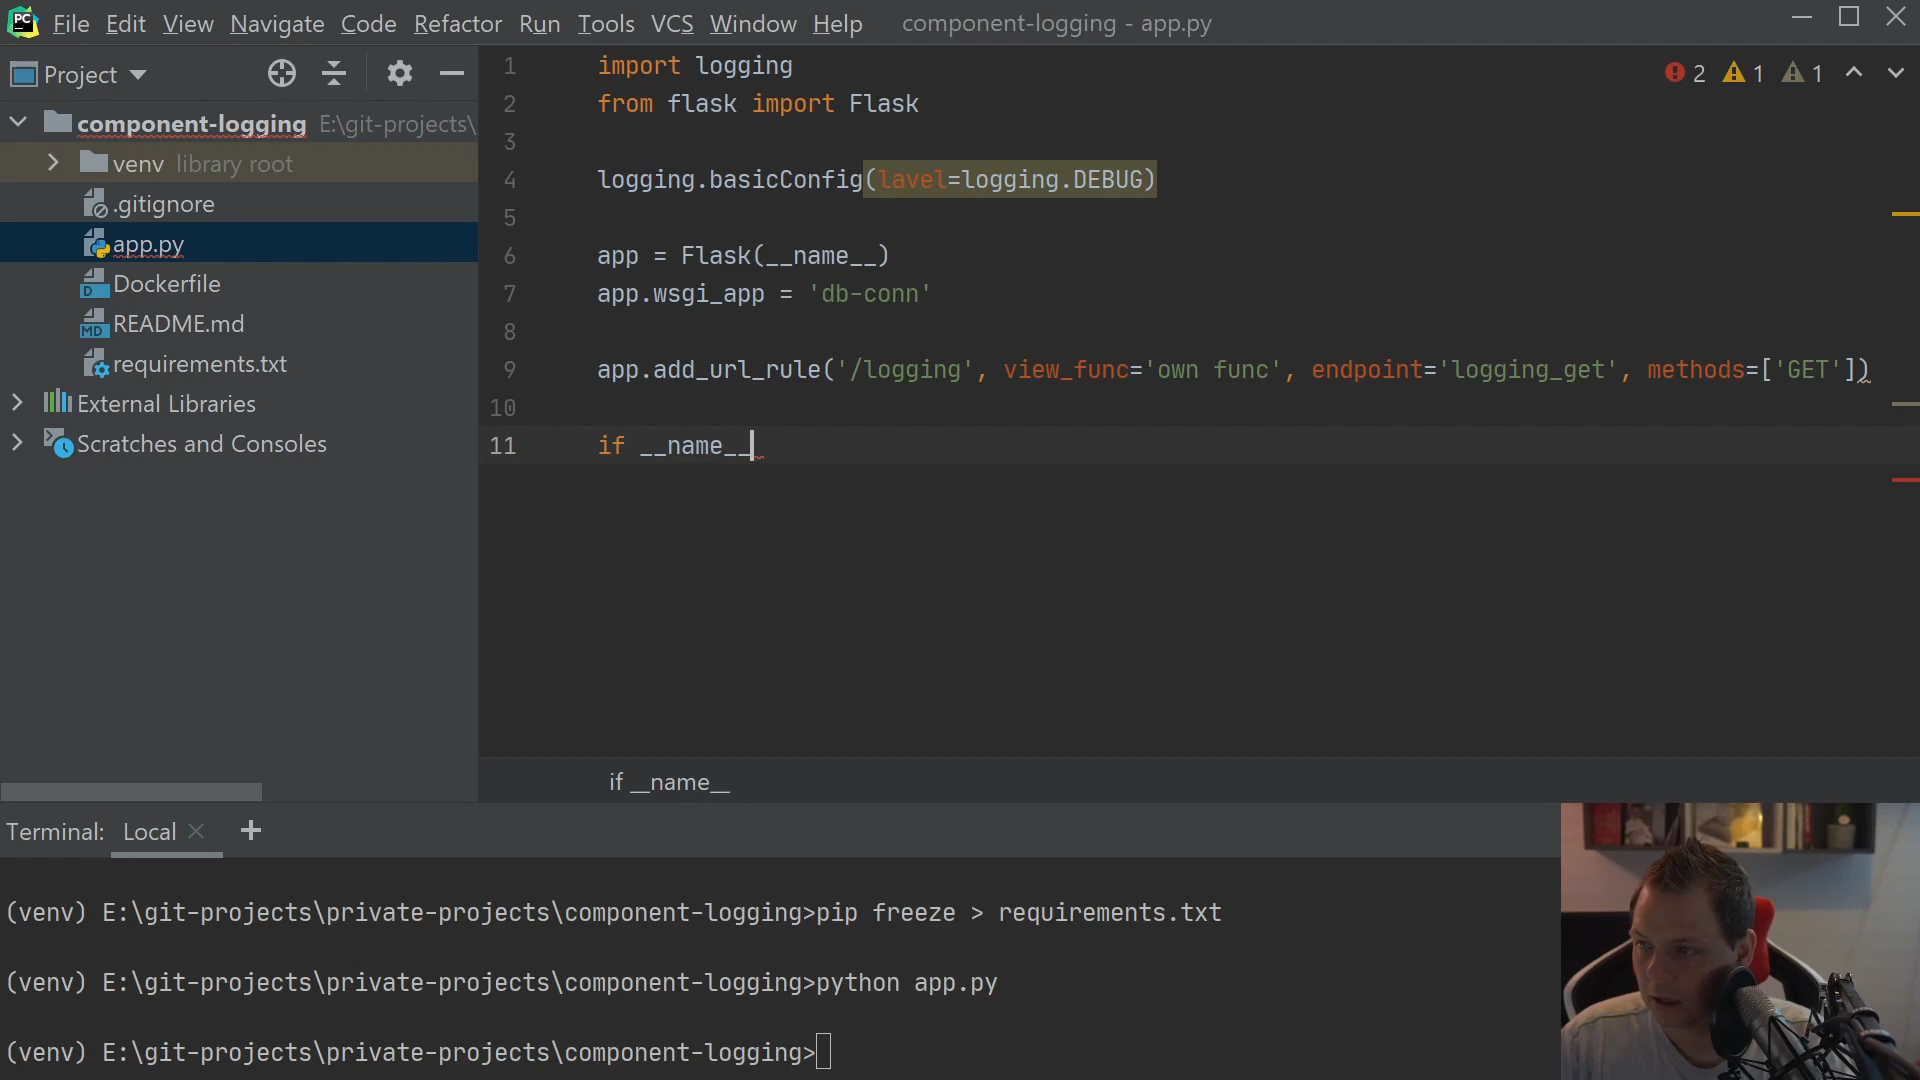 PC File Edit View Navigate Code Refactor Run Tools VCS Window Help component-logging - app.py
Project
component-logging E:\git-projects\
venv library root
.gitignore
app.py
Dockerfile
README.md
requirements.txt
External Libraries
Scratches and Consoles
2 1 1
1 import logging
2 from flask import Flask
3
4 logging.basicConfig(lavel=logging.DEBUG)
5
6 app = Flask(__name__)
7 app.wsgi_app = 'db-conn'
8
9 app.add_url_rule('/logging', view_func='own func', endpoint='logging_get', methods=['GET'])
10
11 if __name__
if __name__
Terminal: Local
(venv) E:\git-projects\private-projects\component-logging>pip freeze > requirements.txt
(venv) E:\git-projects\private-projects\component-logging>python app.py
(venv) E:\git-projects\private-projects\component-logging>